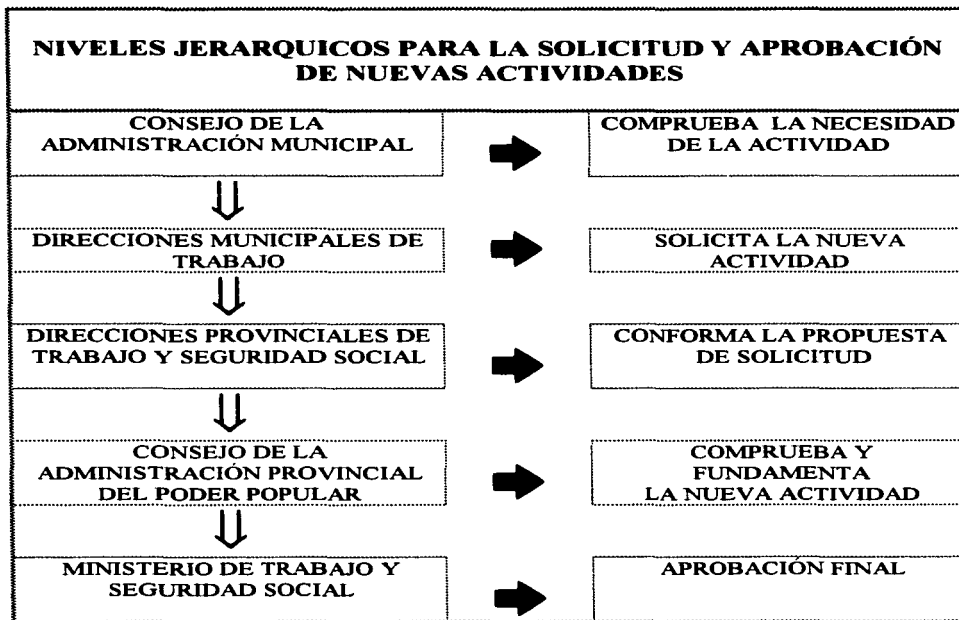 NIVELES JERARQUICOS PARA LA SOLICITUD Y APROBACIÓN
DE NUEVAS ACTIVIDADES
CONSEJO DE LA
ADMINISTRACIÓN MUNICIPAL
COMPRUEBA LA NECESIDAD
DE LA ACTIVIDAD
DIRECCIONES MUNICIPALES DE
TRABAJO
SOLICITA LA NUEVA
ACTIVIDAD
DIRECCIONES PROVINCIALES DE
TRABAJO Y SEGURIDAD SOCIAL
CONFORMA LA PROPUESTA
DE SOLICITUD
CONSEJO DE LA
ADMINISTRACIÓN PROVINCIAL
DEL PODER POPULAR
COMPRUEBA Y
FUNDAMENTA
LA NUEVA ACTIVIDAD
MINISTERIO DE TRABAJO Y
SEGURIDAD SOCIAL
APROBACIÓN FINAL